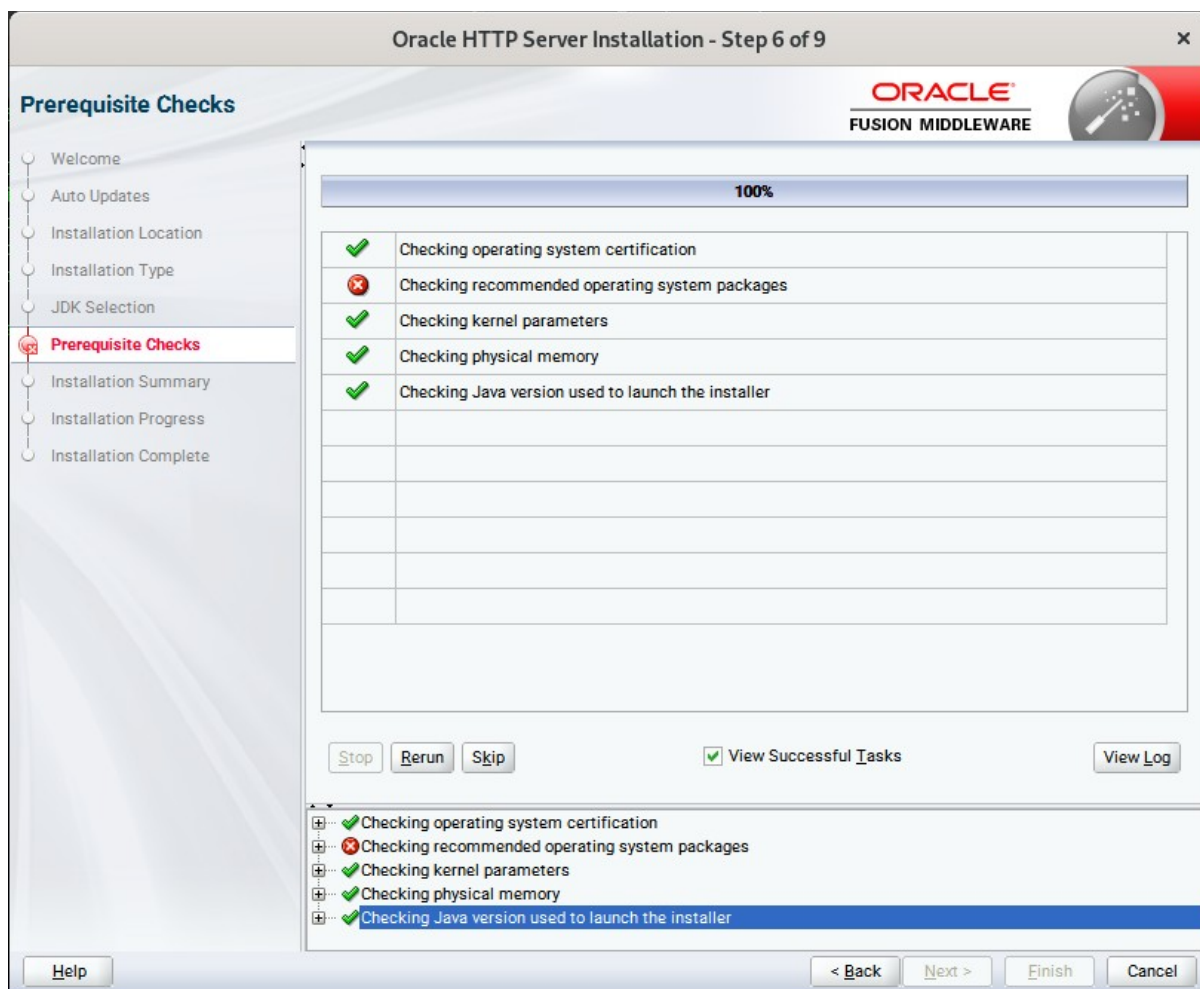 Oracle HTTP Server Installation - Step 6 of 9
×
Prerequisite Checks
ORACLE®
FUSION MIDDLEWARE
Welcome
Auto Updates
Installation Location
Installation Type
JDK Selection
Prerequisite Checks
Installation Summary
Installation Progress
Installation Complete
100%
Checking operating system certification
Checking recommended operating system packages
Checking kernel parameters
Checking physical memory
Checking Java version used to launch the installer
Stop Rerun Skip View Successful Tasks View Log
Checking operating system certification
Checking recommended operating system packages
Checking kernel parameters
Checking physical memory
Checking Java version used to launch the installer
Help < Back Next > Finish Cancel